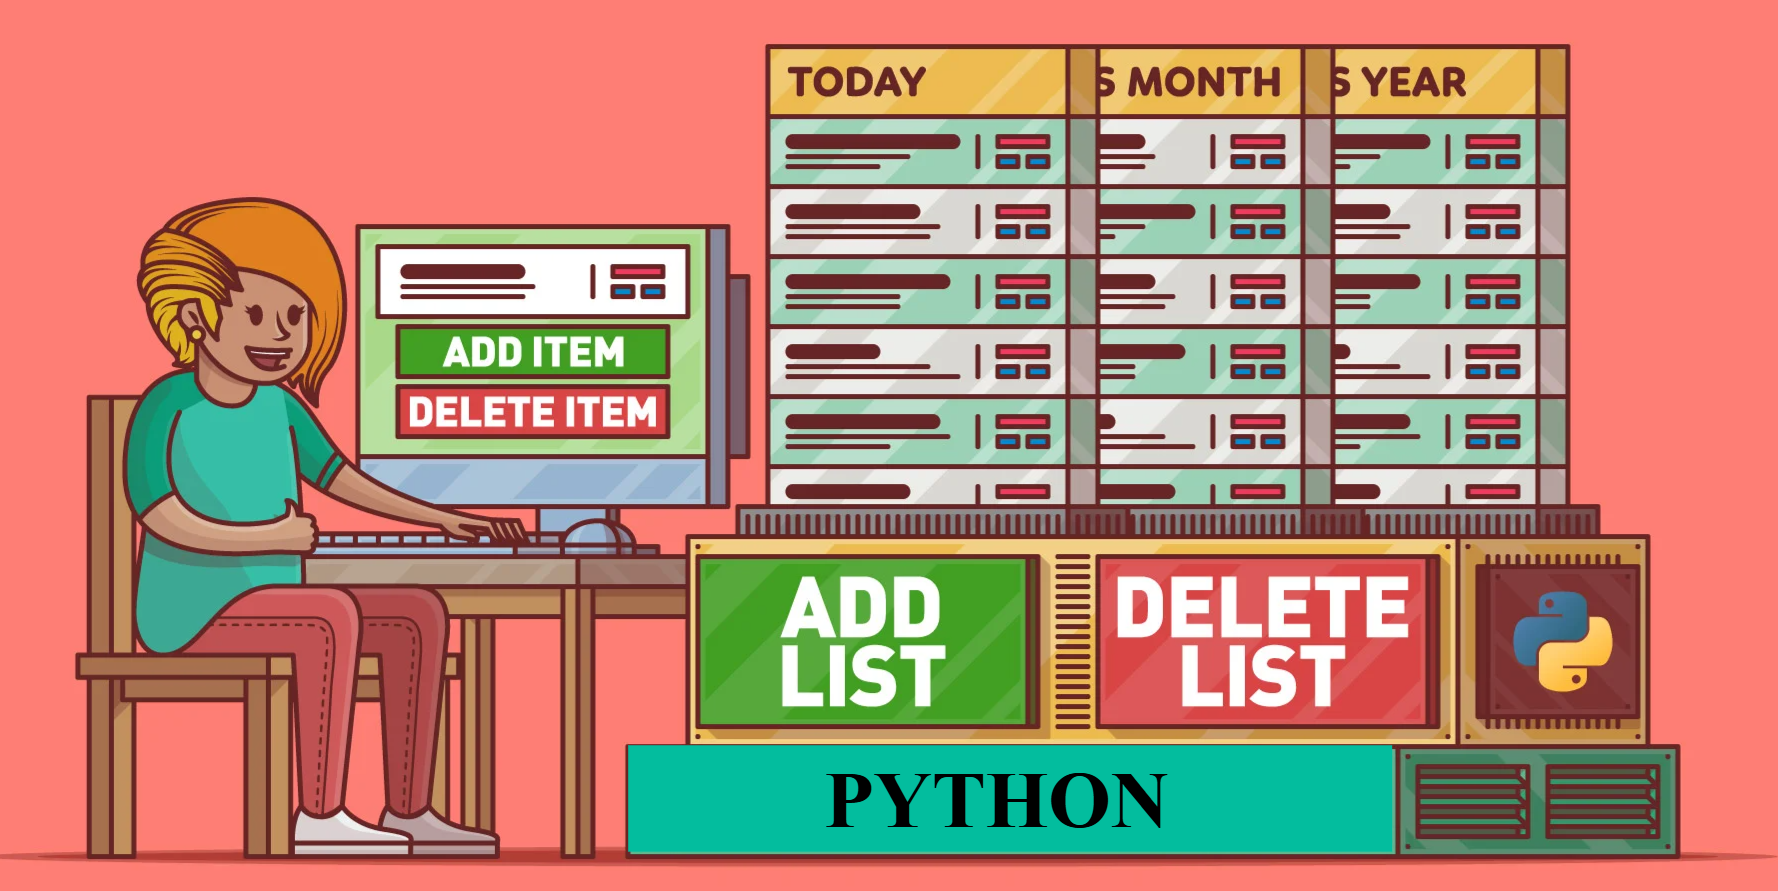 TODAY
S MONTH
S YEAR
ADD ITEM
DELETE ITEM
ADD
LIST
DELETE
LIST
PYTHON